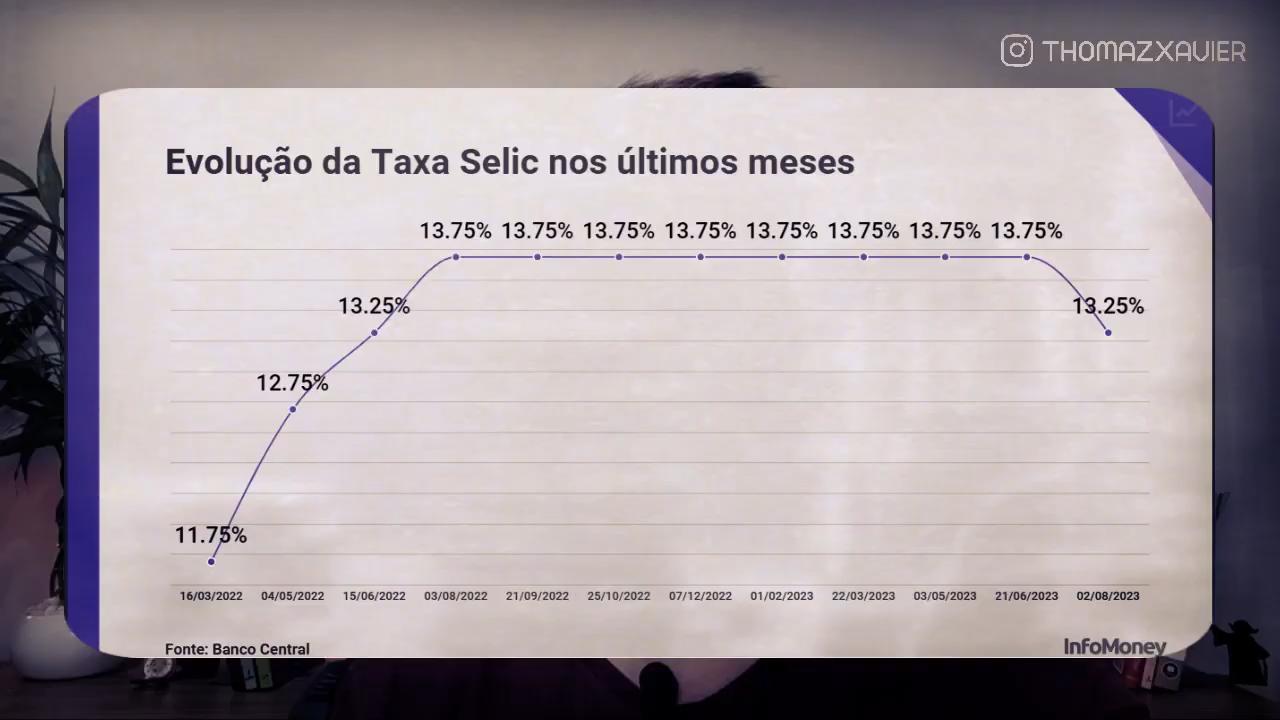 THOMAZXAVIER
Evolução da Taxa Selic nos últimos meses
13.75% 13.75% 13.75% 13.75% 13.75% 13.75% 13.75% 13.75%
13.25% 13.25%
12.75%
11.75%
16/03/2022 04/05/2022 15/06/2022 03/08/2022 21/09/2022 25/10/2022 07/12/2022 01/02/2023 22/03/2023 03/05/2023 21/06/2023 02/08/2023
Fonte: Banco Central InfoMoney